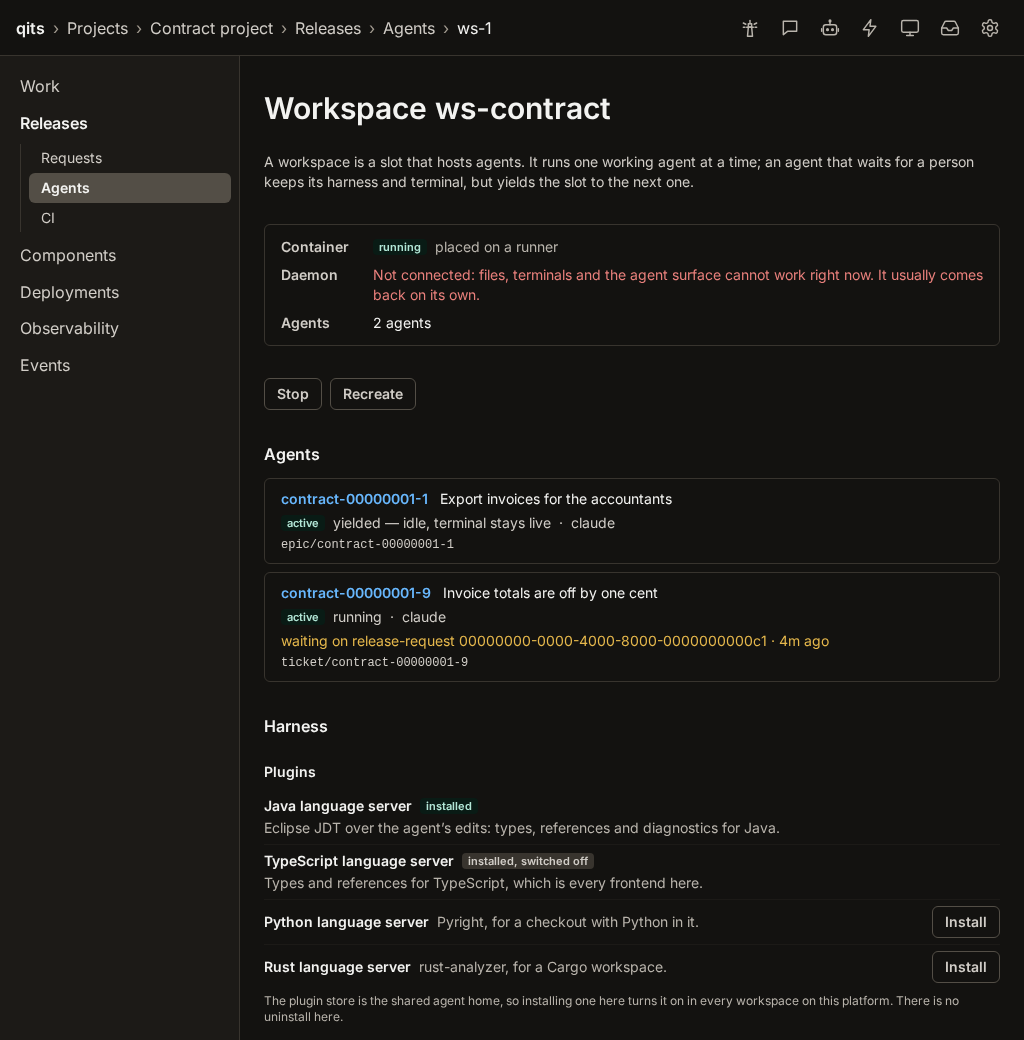 qits › Projects › Contract project › Releases › Agents › ws-1
Work
Releases
Requests
Agents
CI
Components
Deployments
Observability
Events
Workspace ws-contract
A workspace is a slot that hosts agents. It runs one working agent at a time; an agent that waits for a person
keeps its harness and terminal, but yields the slot to the next one.
Container running placed on a runner
Daemon Not connected: files, terminals and the agent surface cannot work right now. It usually comes
back on its own.
Agents 2 agents
Stop Recreate
Agents
contract-00000001-1 Export invoices for the accountants
active yielded — idle, terminal stays live · claude
epic/contract-00000001-1
contract-00000001-9 Invoice totals are off by one cent
active running · claude
waiting on release-request 00000000-0000-4000-8000-0000000000c1 · 4m ago
ticket/contract-00000001-9
Harness
Plugins
Java language server installed
Eclipse JDT over the agent’s edits: types, references and diagnostics for Java.
TypeScript language server installed, switched off
Types and references for TypeScript, which is every frontend here.
Python language server Pyright, for a checkout with Python in it. Install
Rust language server rust-analyzer, for a Cargo workspace. Install
The plugin store is the shared agent home, so installing one here turns it on in every workspace on this platform. There is no
uninstall here.